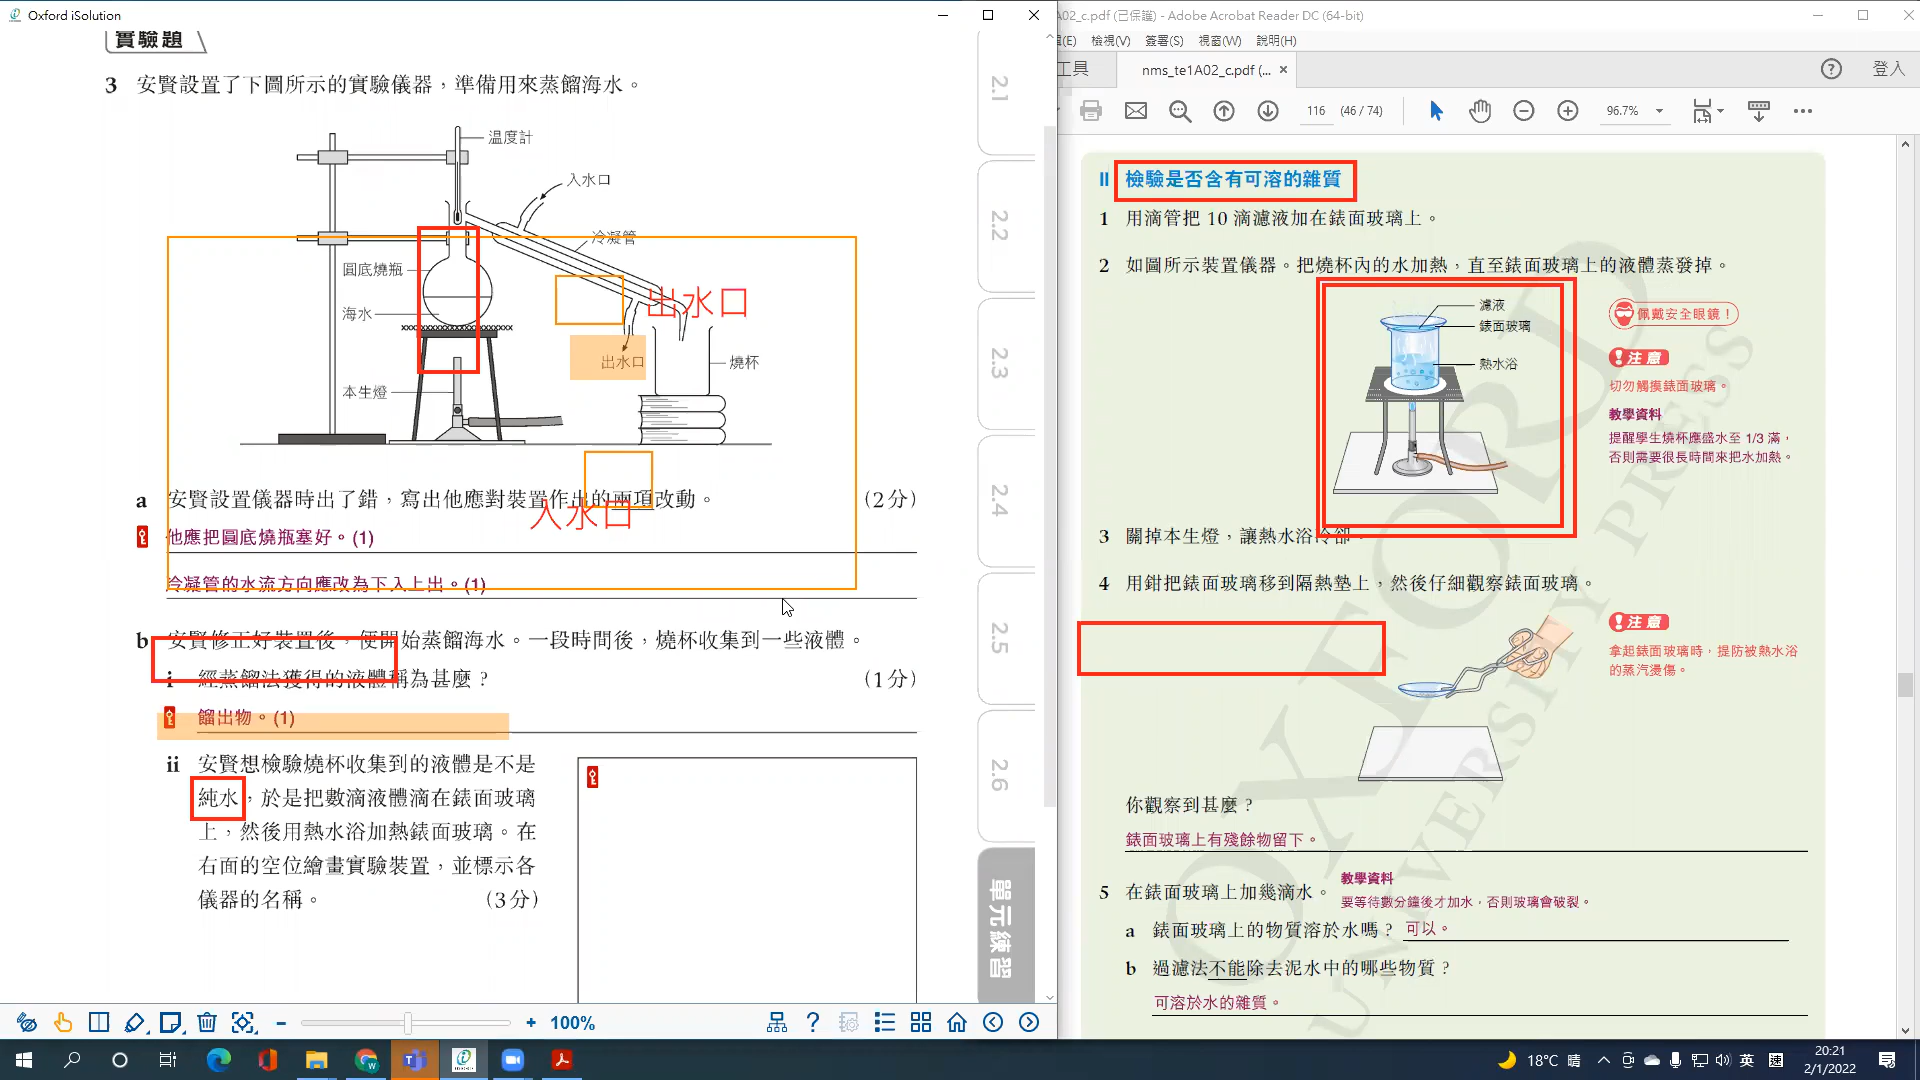 Oxford iSolution
實驗題
3 安賢設置了下圖所示的實驗儀器，準備用來蒸餾海水。
温度計
入水口
冷凝管
圓底燒瓶
出水口
海水
出水口
燒杯
本生燈
a 安賢設置儀器時出了錯，寫出他應對裝置作出的兩項改動。 (2分)
入水口
他應把圓底燒瓶塞好。(1)
冷凝管的水流方向應改為下入上出。(1)
b 安賢修正好裝置後，便開始蒸餾海水。一段時間後，燒杯收集到一些液體。
i 經蒸餾法獲得的液體稱為甚麼？ (1分)
餾出物。(1)
ii 安賢想檢驗燒杯收集到的液體是不是
純水，於是把數滴液體滴在錶面玻璃
上，然後用熱水浴加熱錶面玻璃。在
右面的空位繪畫實驗裝置，並標示各
儀器的名稱。 (3分)
2.1
2.2
2.3
2.4
2.5
2.6
單元練習
100%
A02_c.pdf (已保護) - Adobe Acrobat Reader DC (64-bit)
(E) 檢視(V) 簽署(S) 視窗(W) 說明(H)
工具 nms_te1A02_c.pdf (... × 登入
116 (46 / 74) 96.7%
II 檢驗是否含有可溶的雜質
1 用滴管把 10 滴濾液加在錶面玻璃上。
2 如圖所示裝置儀器。把燒杯內的水加熱，直至錶面玻璃上的液體蒸發掉。
濾液
錶面玻璃
熱水浴
佩戴安全眼鏡！
注意
切勿觸摸錶面玻璃。
教學資料
提醒學生燒杯應盛水至 1/3 滿，
否則需要很長時間來把水加熱。
3 關掉本生燈，讓熱水浴冷卻。
4 用鉗把錶面玻璃移到隔熱墊上，然後仔細觀察錶面玻璃。
注意
拿起錶面玻璃時，提防被熱水浴
的蒸汽燙傷。
你觀察到甚麼？
錶面玻璃上有殘餘物留下。
5 在錶面玻璃上加幾滴水。
教學資料
要等待數分鐘後才加水，否則玻璃會破裂。
a 錶面玻璃上的物質溶於水嗎？ 可以。
b 過濾法不能除去泥水中的哪些物質？
可溶於水的雜質。
OXFORD UNIVERSITY PRESS
18°C 晴
英
速
20:21
2/1/2022